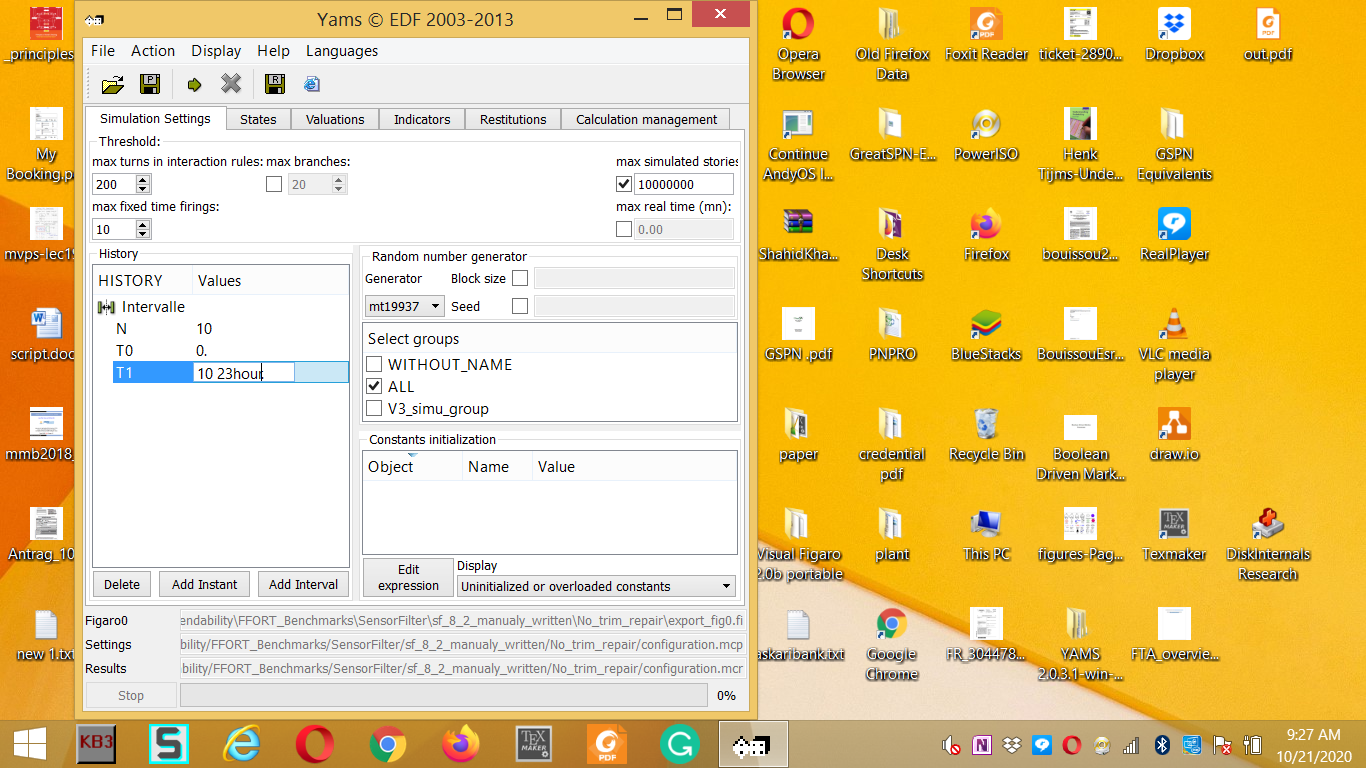 Yams © EDF 2003-2013
File Action Display Help Languages
Simulation Settings States Valuations Indicators Restitutions Calculation management
Threshold:
max turns in interaction rules: max branches: max simulated stories
200 20 10000000
max fixed time firings: max real time (mn):
10 0.00
History
HISTORY Values
Intervalle
N 10
T0 0.
T1 10 23hour
Delete Add Instant Add Interval
Random number generator
Generator Block size
mt19937 Seed
Select groups
WITHOUT_NAME
ALL
V3_simu_group
Constants initialization
Object Name Value
Edit
expression
Display
Uninitialized or overloaded constants
Figaro0 endability\FFORT_Benchmarks\SensorFilter\sf_8_2_manualy_written\No_trim_repair\export_fig0.fi
Settings bility/FFORT_Benchmarks/SensorFilter/sf_8_2_manualy_written/No_trim_repair/configuration.mcp
Results bility/FFORT_Benchmarks/SensorFilter/sf_8_2_manualy_written/No_trim_repair/configuration.mcr
Stop 0%
_principles
My
Booking.p
mvps-lec19
script.doc
mmb2018_
Antrag_10
new 1.txt
Opera
Browser
Old Firefox
Data
Foxit Reader
ticket-2890...
Dropbox
out.pdf
Continue
AndyOS I...
GreatSPN-E...
PowerISO
Henk
Tijms-Unde...
GSPN
Equivalents
ShahidKha...
Desk
Shortcuts
Firefox
bouissou2...
RealPlayer
GSPN .pdf
PNPRO
BlueStacks
BouissouEsr...
VLC media
player
paper
credential
pdf
Recycle Bin
Boolean
Driven Mark...
draw.io
Visual Figaro
2.0b portable
plant
This PC
figures-Pag...
Texmaker
DiskInternals
Research
askaribank.txt
Google
Chrome
FR_304478...
YAMS
2.0.3.1-win-...
FTA_overvie...
KB3
TEX
MAKER
PDF
9:27 AM
10/21/2020